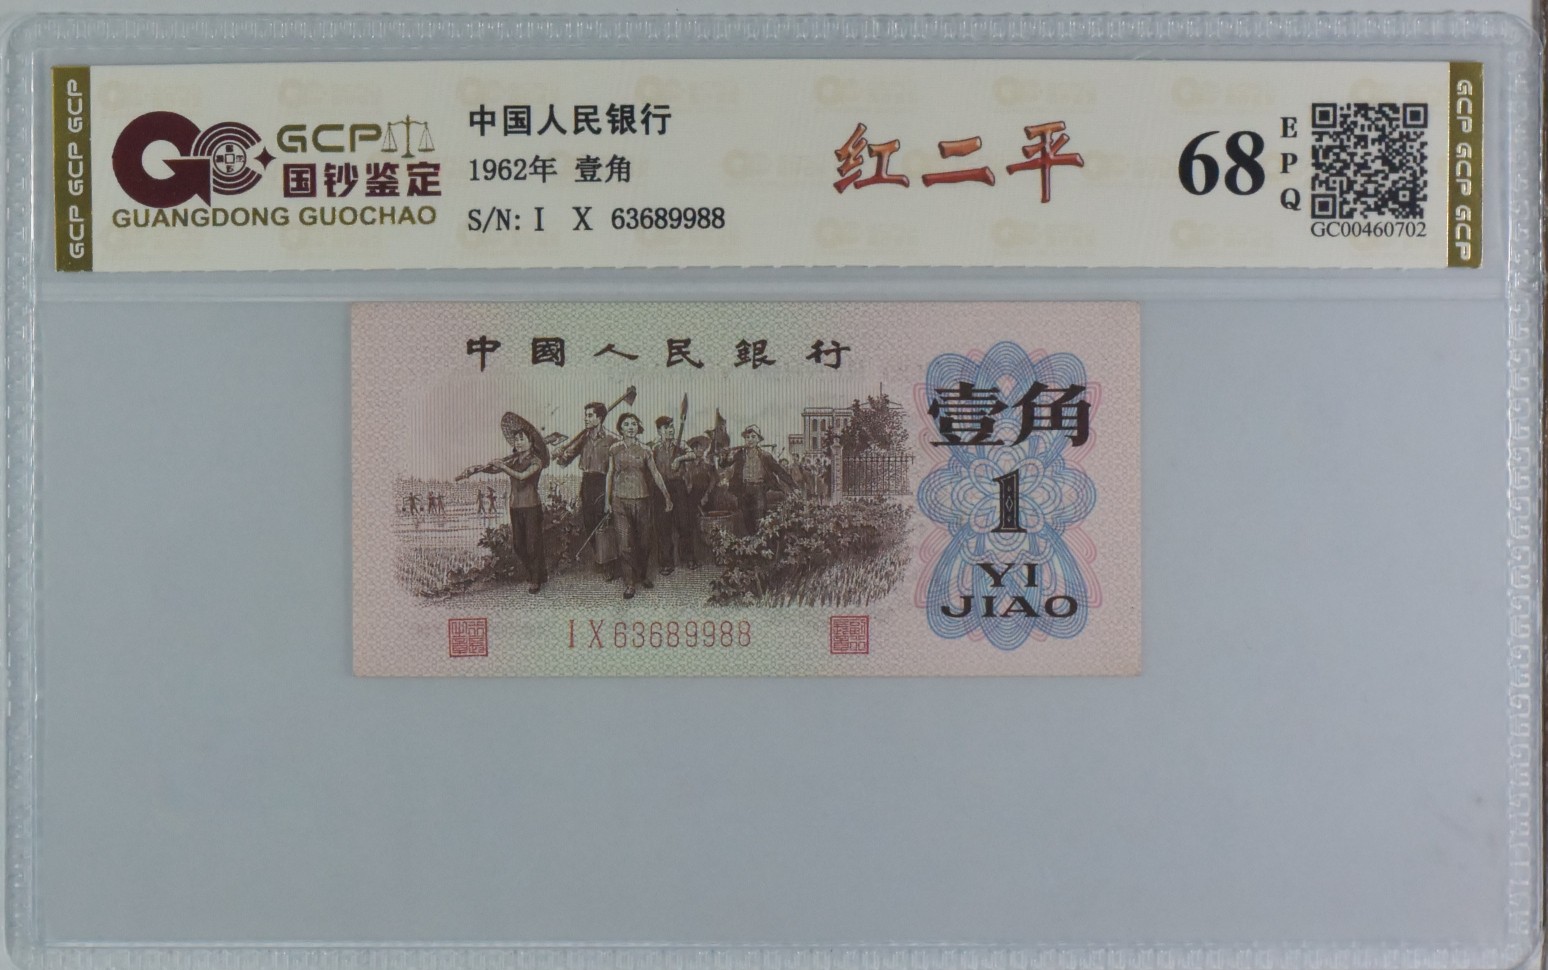 GCP GCP GCP
GCP
国钞鉴定
GUANGDONG GUOCHAO
中国人民银行
1962年 壹角
S/N: I X 63689988
红二平
68
EPQ
GC00460702
GCP GCP GCP
中國人民銀行
壹角
1
YI
JIAO
I X 63689988